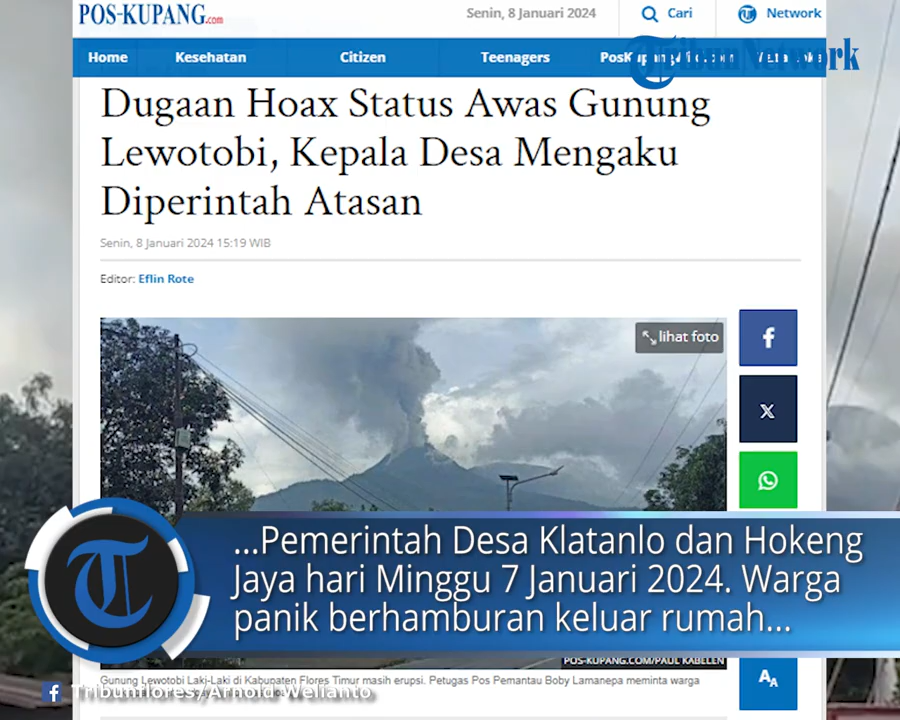 POS-KUPANG.com
Senin, 8 Januari 2024
Cari
Network
Home
Kesehatan
Citizen
Teenagers
Tribun Network
Dugaan Hoax Status Awas Gunung
Lewotobi, Kepala Desa Mengaku
Diperintah Atasan
Senin, 8 Januari 2024 15:19 WIB
Editor: Eflin Rote
lihat foto
...Pemerintah Desa Klatanlo dan Hokeng
Jaya hari Minggu 7 Januari 2024. Warga
panik berhamburan keluar rumah...
POS-KUPANG.COM/PAUL KABELEN
Gunung Lewotobi Laki-Laki di Kabupaten Flores Timur masih erupsi. Petugas Pos Pemantau Boby Lamanepa meminta warga
Tribunflores/Arnold Welianto
AA